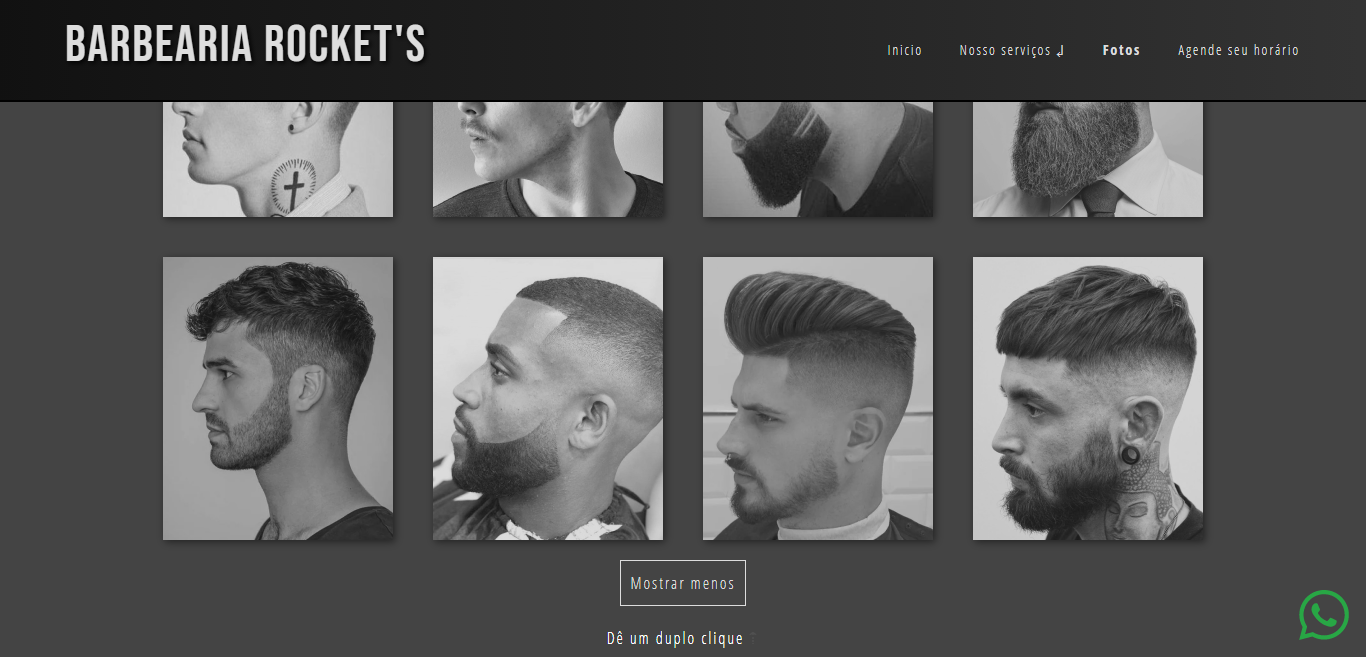 BARBEARIA ROCKET'S
Inicio Nosso serviços ↲ Fotos Agende seu horário
Mostrar menos
Dê um duplo clique ↑